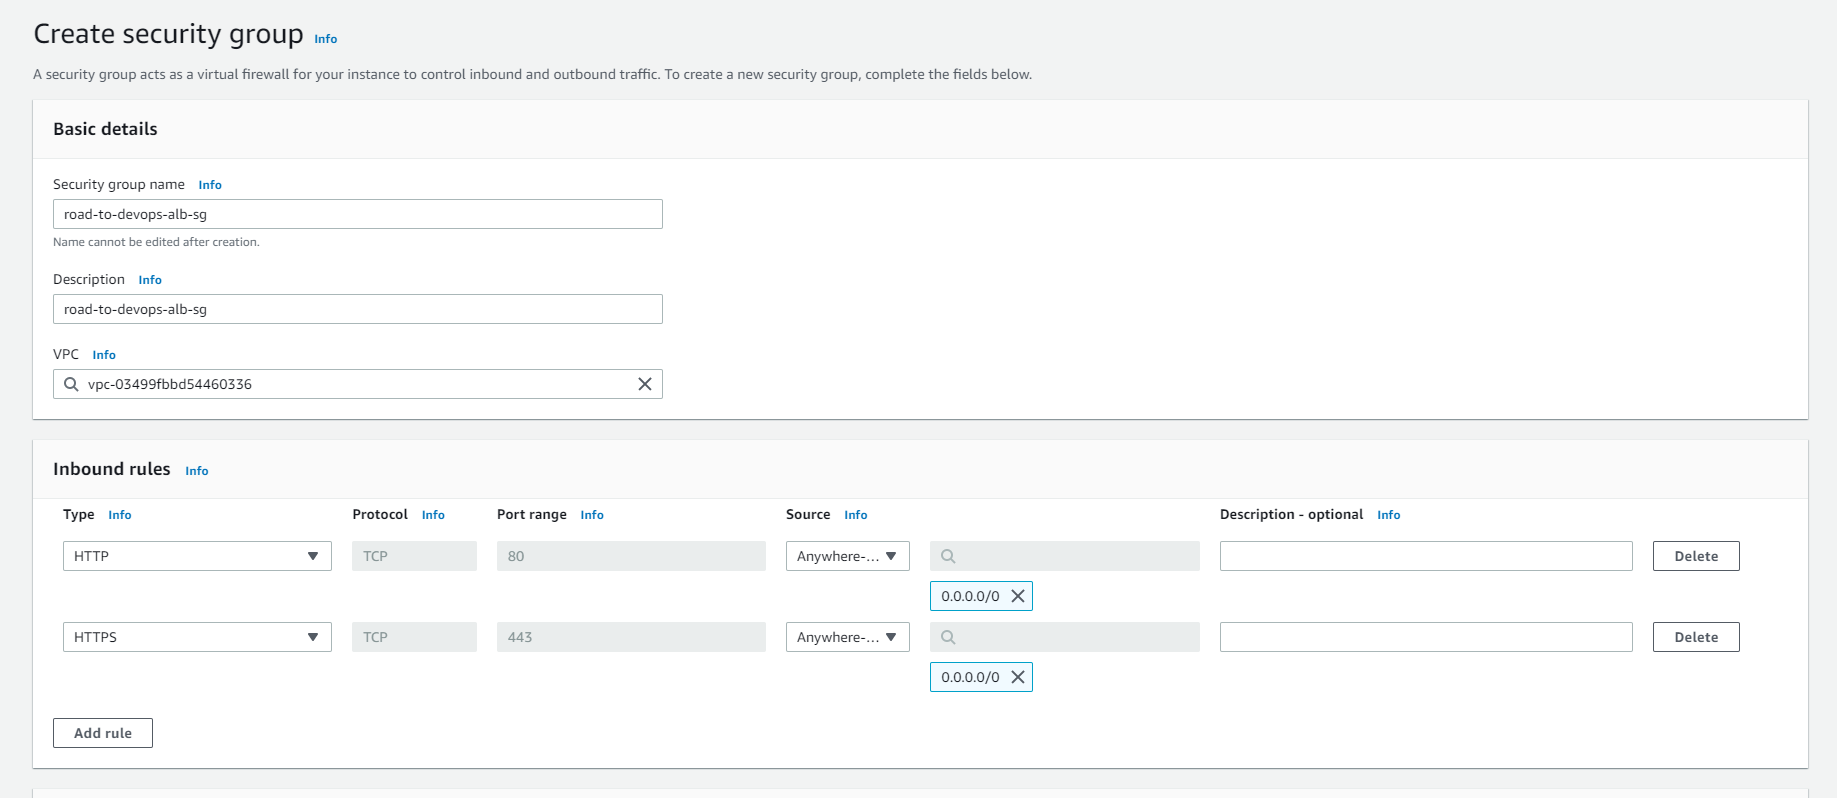 Create security group Info
A security group acts as a virtual firewall for your instance to control inbound and outbound traffic. To create a new security group, complete the fields below.
Basic details
Security group name Info
road-to-devops-alb-sg
Name cannot be edited after creation.
Description Info
road-to-devops-alb-sg
VPC Info
vpc-03499fbbd54460336
Inbound rules Info
Type Info Protocol Info Port range Info Source Info Description - optional Info
HTTP TCP 80 Anywhere-... Delete
0.0.0.0/0
HTTPS TCP 443 Anywhere-... Delete
0.0.0.0/0
Add rule